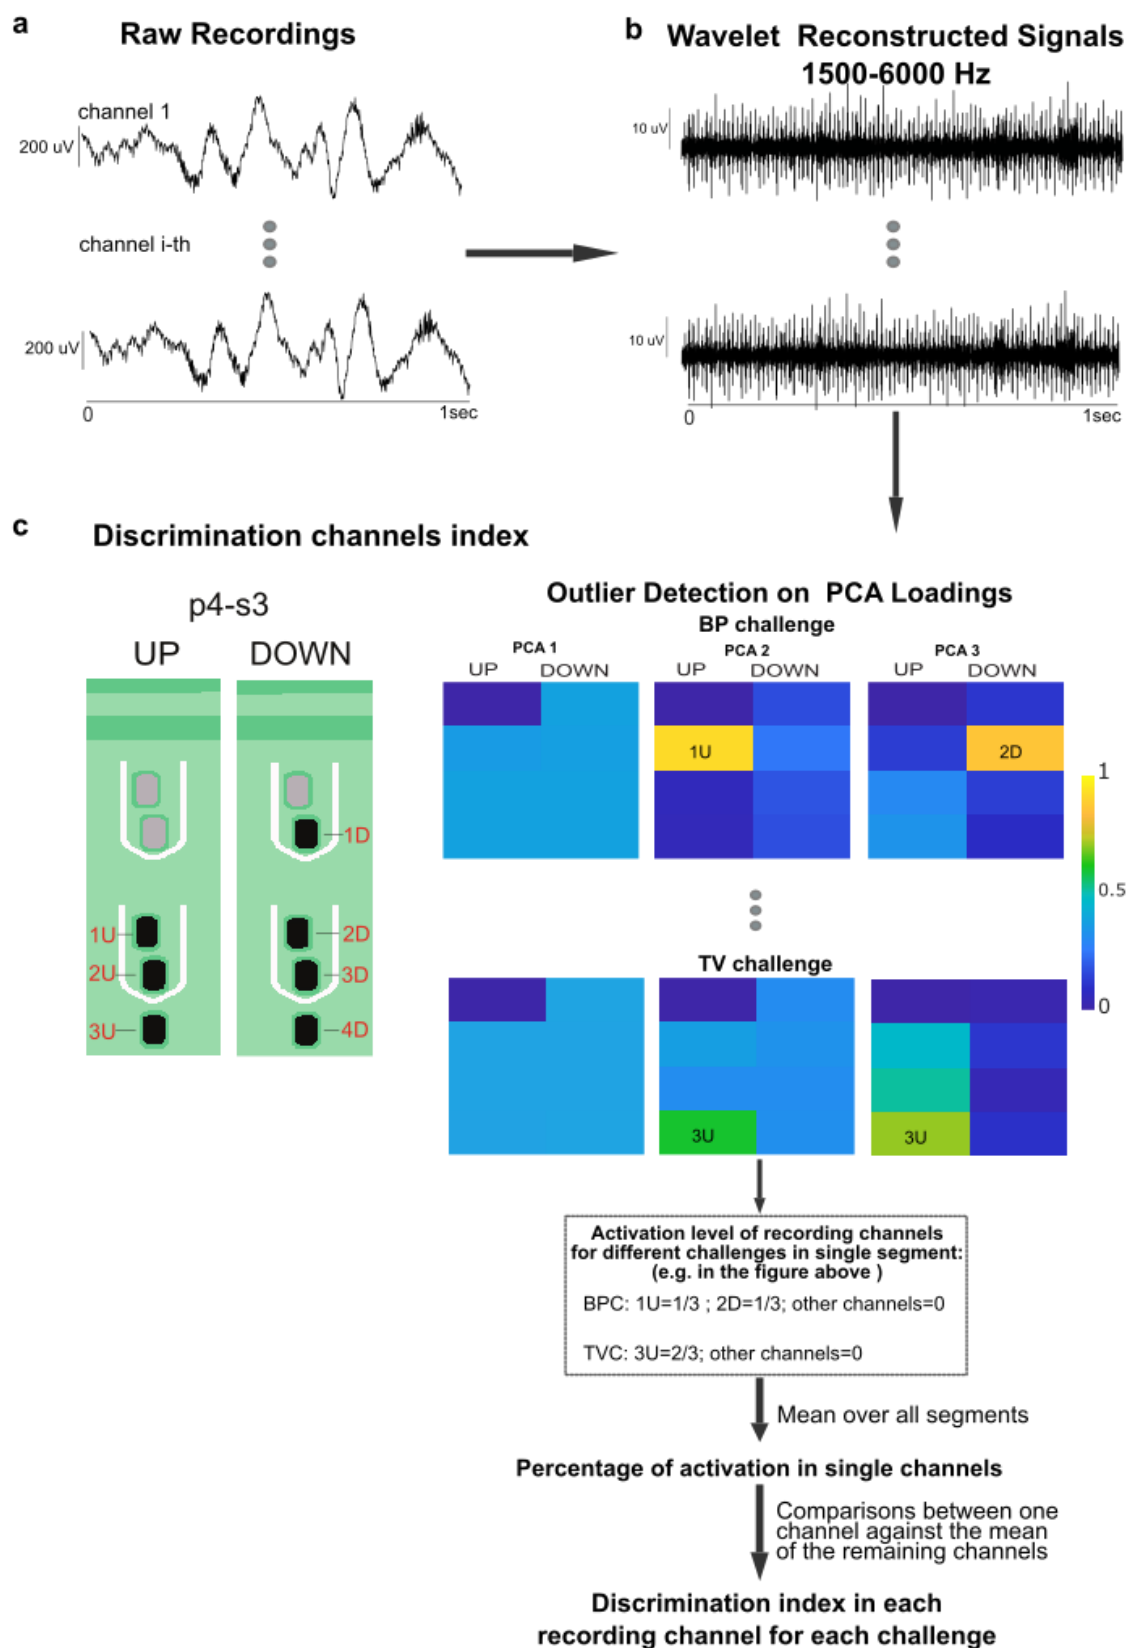 a
Raw Recordings
channel 1
200 uV
channel i-th
200 uV
0
1sec
b
Wavelet Reconstructed Signals
1500-6000 Hz
10 uV
10 uV
0
1sec
c
Discrimination channels index
p4-s3
UP
DOWN
1D
1U
2D
2U
3D
3U
4D
Outlier Detection on PCA Loadings
BP challenge
PCA 1
PCA 2
PCA 3
UP
DOWN
UP
DOWN
UP
DOWN
1U
2D
1
0.5
0
TV challenge
3U
3U
Activation level of recording channels
for different challenges in single segment:
(e.g. in the figure above )
BPC: 1U=1/3 ; 2D=1/3; other channels=0
TVC: 3U=2/3; other channels=0
Mean over all segments
Percentage of activation in single channels
Comparisons between one
channel against the mean
of the remaining channels
Discrimination index in each
recording channel for each challenge